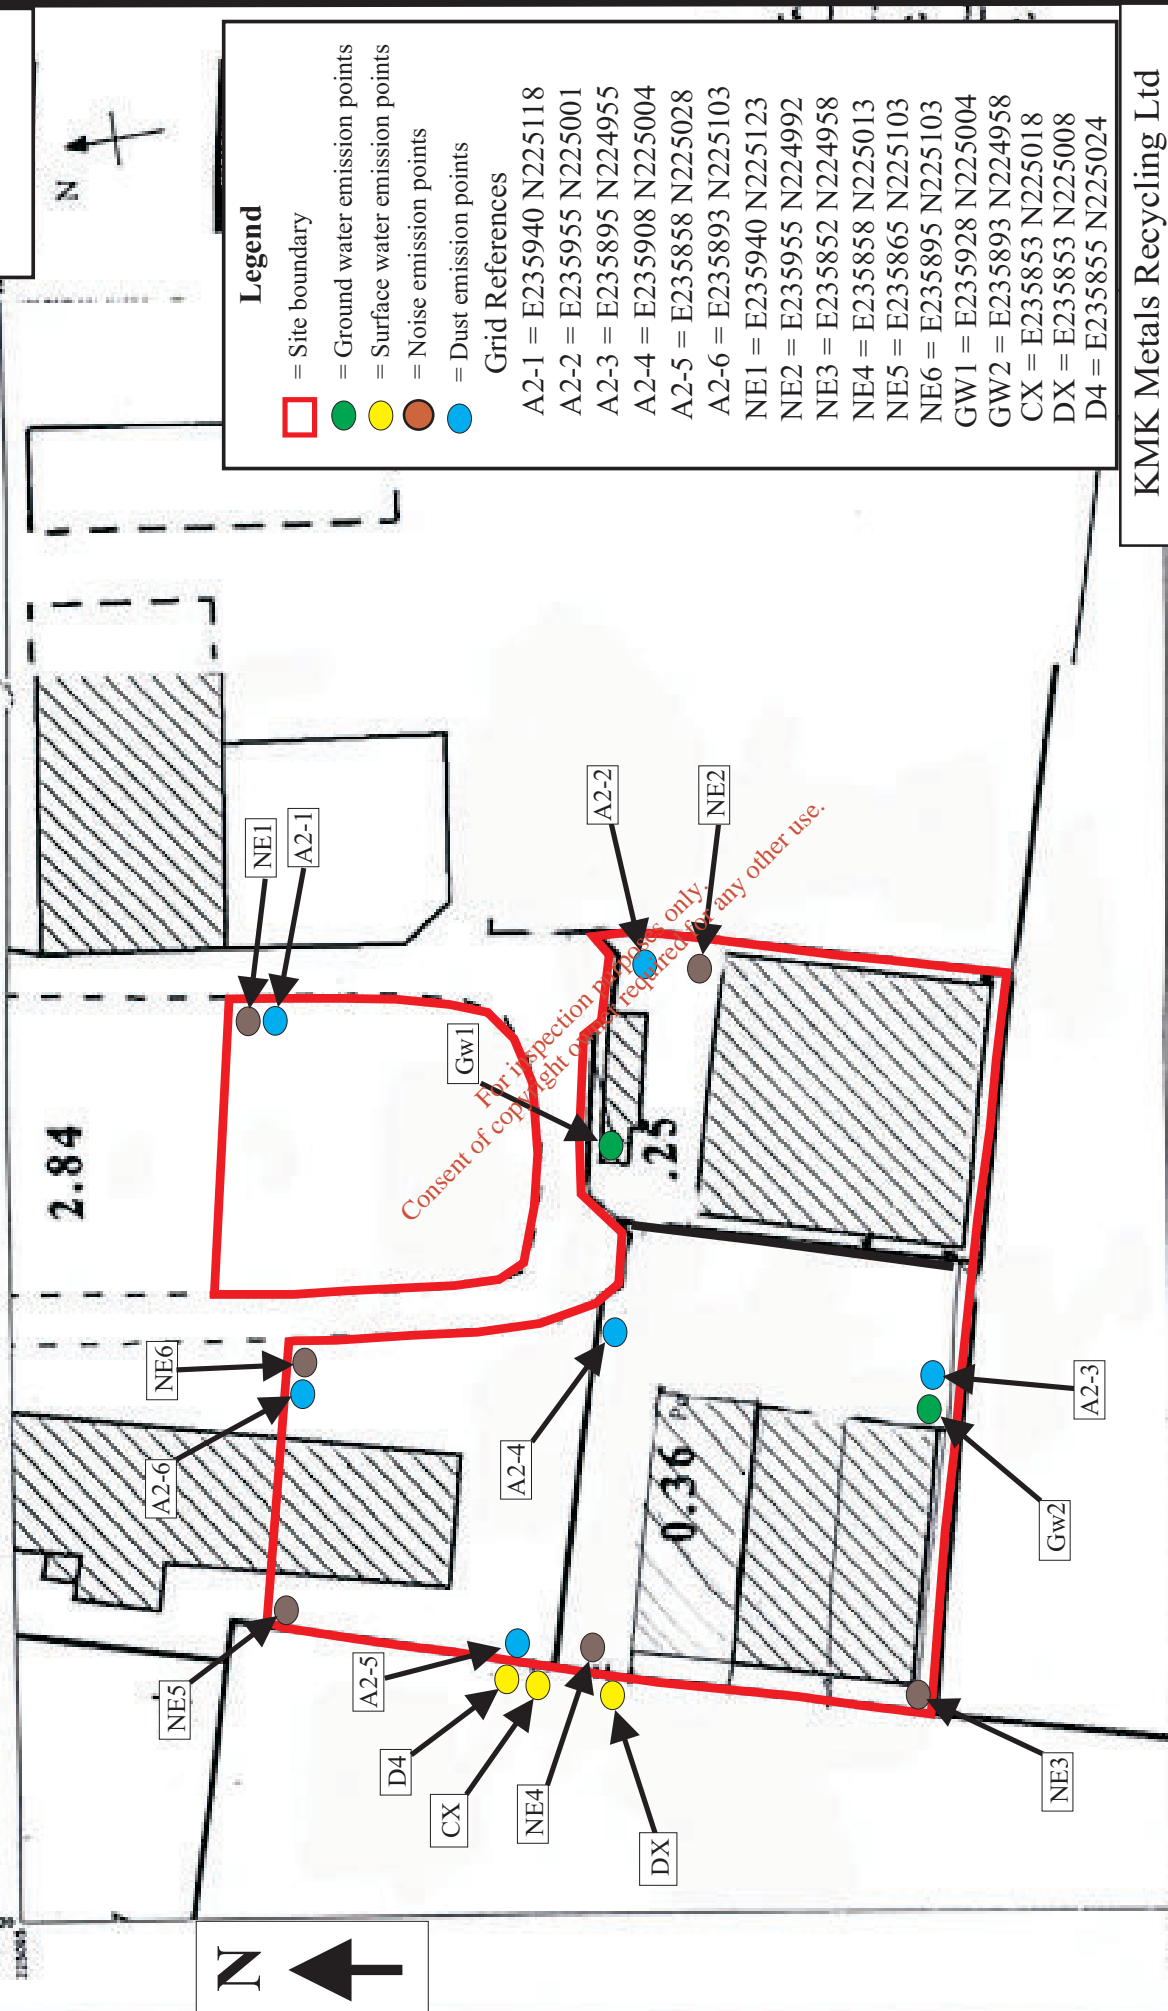 N
Legend
= Site boundary
= Ground water emission points
= Surface water emission points
= Noise emission points
= Dust emission points
Grid References
A2-1 = E235940 N225118
A2-2 = E235955 N225001
A2-3 = E235895 N224955
A2-4 = E235908 N225004
A2-5 = E235858 N225028
A2-6 = E235893 N225103
NE1 = E235940 N225123
NE2 = E235955 N224992
NE3 = E235852 N224958
NE4 = E235858 N225013
NE5 = E235865 N225103
NE6 = E235895 N225103
GW1 = E235928 N225004
GW2 = E235893 N224958
CX = E235853 N225018
DX = E235853 N225008
D4 = E235855 N225024
KMK Metals Recycling Ltd
N
NE5
A2-6
NE6
2.84
NE1
A2-1
D4
A2-5
CX
NE4
DX
A2-4
Gw1
A2-2
NE2
.25
0.36
NE3
Gw2
A2-3
For inspection purposes only.
Consent of copyright owner required for any other use.